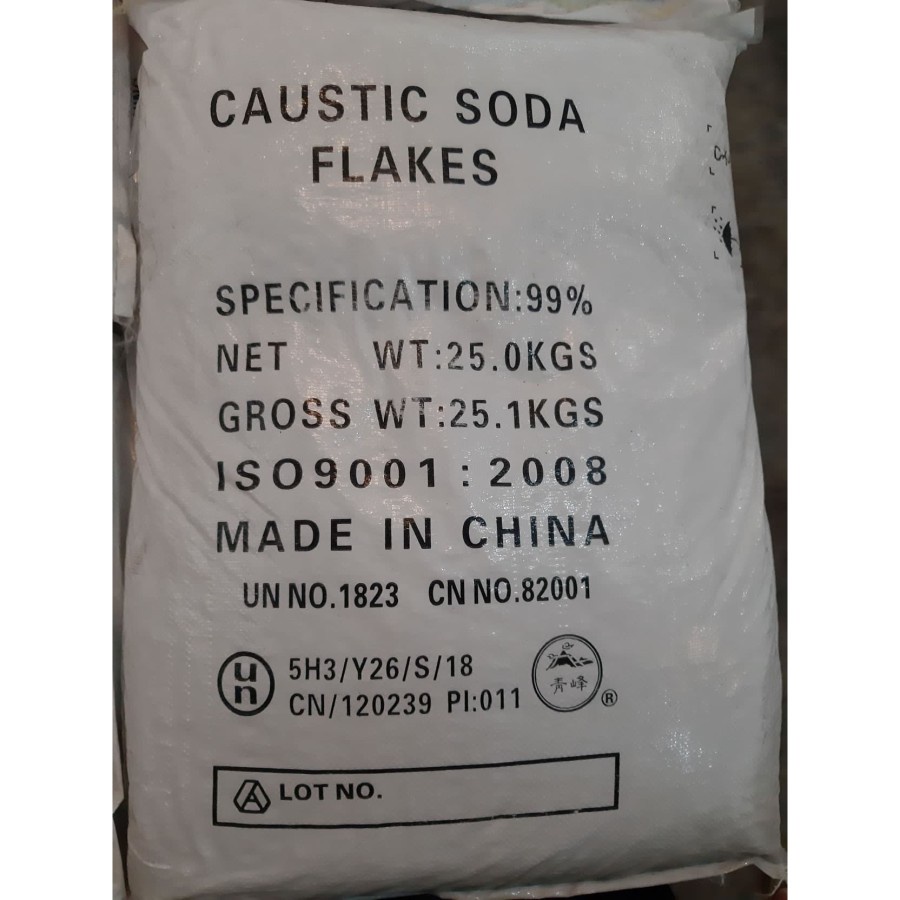 CAUSTIC SODA
FLAKES
SPECIFICATION:99%
NET WT:25.0KGS
GROSS WT:25.1KGS
ISO9001:2008
MADE IN CHINA
UN NO.1823 CN NO.82001
un
5H3/Y26/S/18
CN/120239 PI:011
青峰
®
A LOT NO.